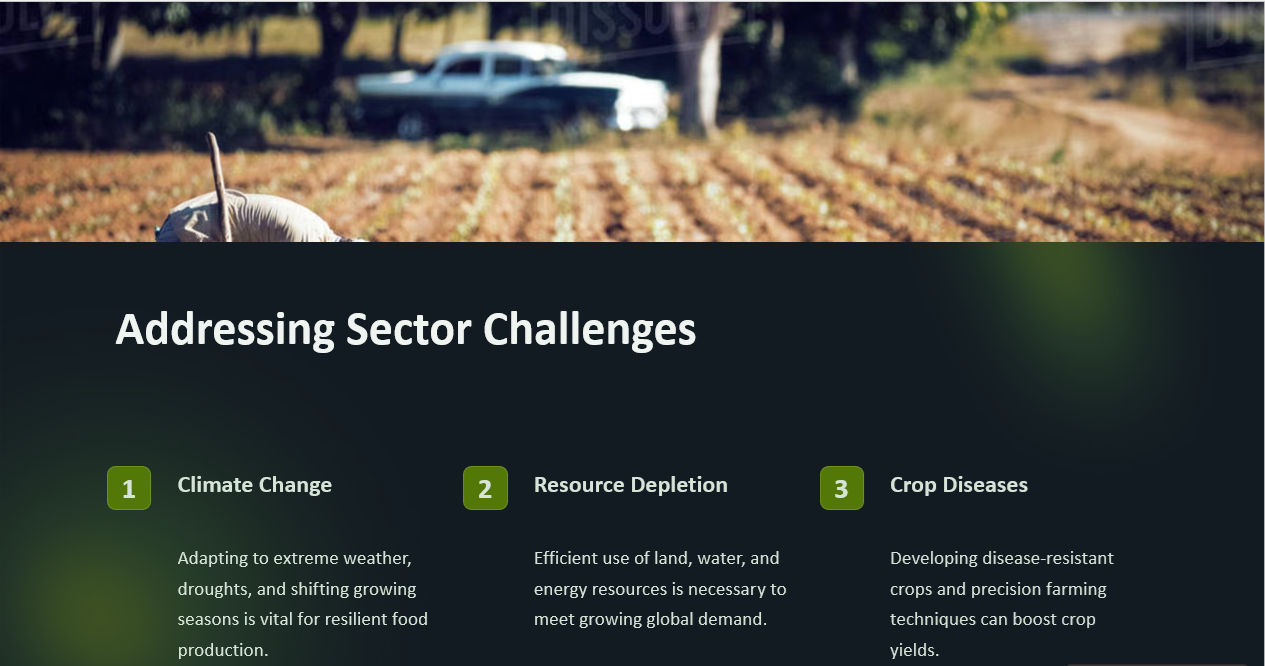 DISSOLVE
Addressing Sector Challenges
1
Climate Change
Adapting to extreme weather,
droughts, and shifting growing
seasons is vital for resilient food
production.
2
Resource Depletion
Efficient use of land, water, and
energy resources is necessary to
meet growing global demand.
3
Crop Diseases
Developing disease-resistant
crops and precision farming
techniques can boost crop
yields.